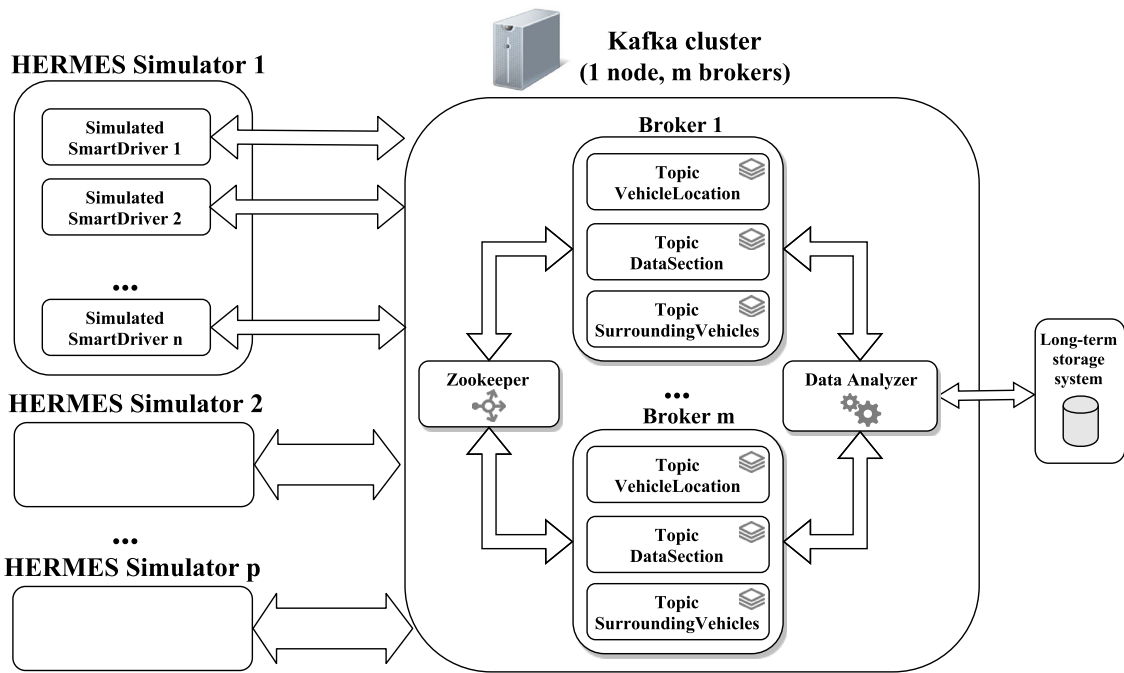 Kafka cluster
(1 node, m brokers)
HERMES Simulator 1
Simulated
SmartDriver 1
Simulated
SmartDriver 2
...
Simulated
SmartDriver n
HERMES Simulator 2
...
HERMES Simulator p
Broker 1
Topic
VehicleLocation
Topic
DataSection
Topic
SurroundingVehicles
Zookeeper
...
Data Analyzer
Broker m
Topic
VehicleLocation
Topic
DataSection
Topic
SurroundingVehicles
Long-term
storage
system